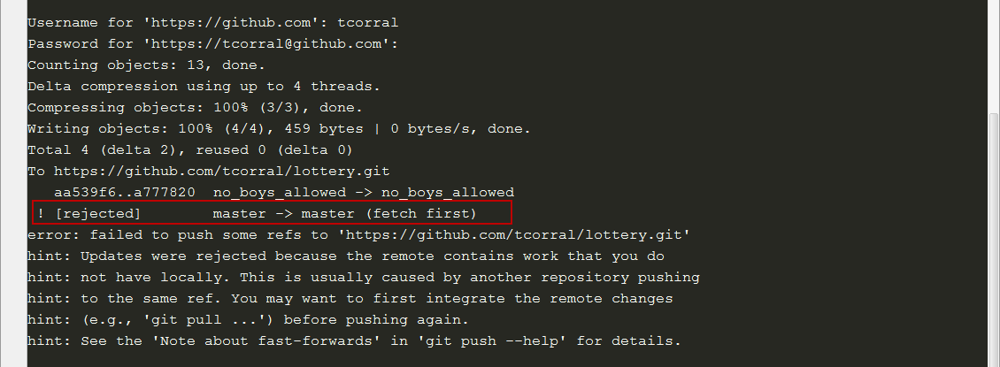 Username for 'https://github.com': tcorral
Password for 'https://tcorral@github.com':
Counting objects: 13, done.
Delta compression using up to 4 threads.
Compressing objects: 100% (3/3), done.
Writing objects: 100% (4/4), 459 bytes | 0 bytes/s, done.
Total 4 (delta 2), reused 0 (delta 0)
To https://github.com/tcorral/lottery.git
   aa539f6..a777820  no_boys_allowed -> no_boys_allowed
 ! [rejected]        master -> master (fetch first)
error: failed to push some refs to 'https://github.com/tcorral/lottery.git'
hint: Updates were rejected because the remote contains work that you do
hint: not have locally. This is usually caused by another repository pushing
hint: to the same ref. You may want to first integrate the remote changes
hint: (e.g., 'git pull ...') before pushing again.
hint: See the 'Note about fast-forwards' in 'git push --help' for details.